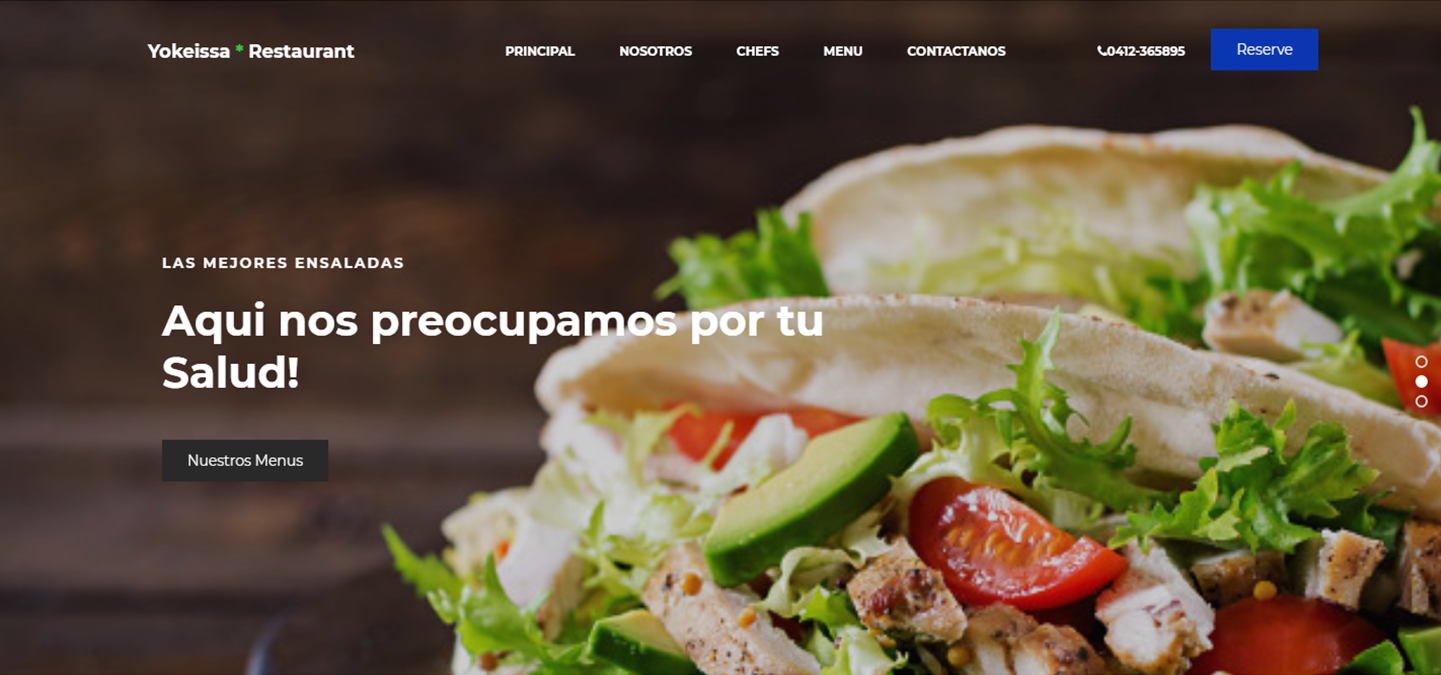 Yokeissa * Restaurant
PRINCIPAL NOSOTROS CHEFS MENU CONTACTANOS
0412-365895
Reserve
LAS MEJORES ENSALADAS
Aqui nos preocupamos por tu
Salud!
Nuestros Menus